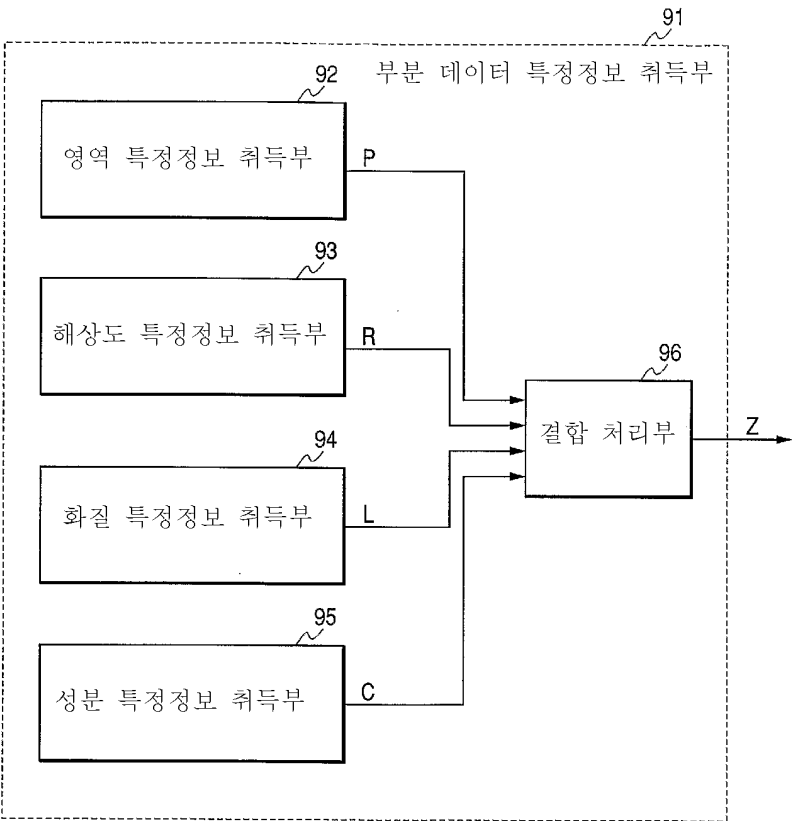 91
부분 데이터 특정정보 취득부
92
영역 특정정보 취득부
P
93
해상도 특정정보 취득부
R
96
결합 처리부
Z
94
화질 특정정보 취득부
L
95
성분 특정정보 취득부
C